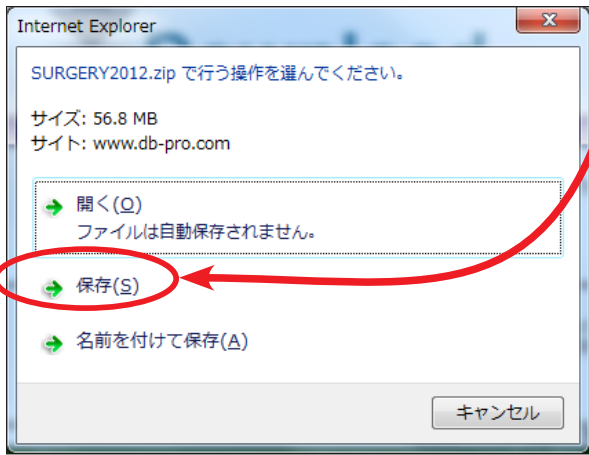 Internet Explorer
SURGERY2012.zip で行う操作を選んでください。
サイズ: 56.8 MB
サイト: www.db-pro.com
開く(O)
ファイルは自動保存されません。
保存(S)
名前を付けて保存(A)
キャンセル